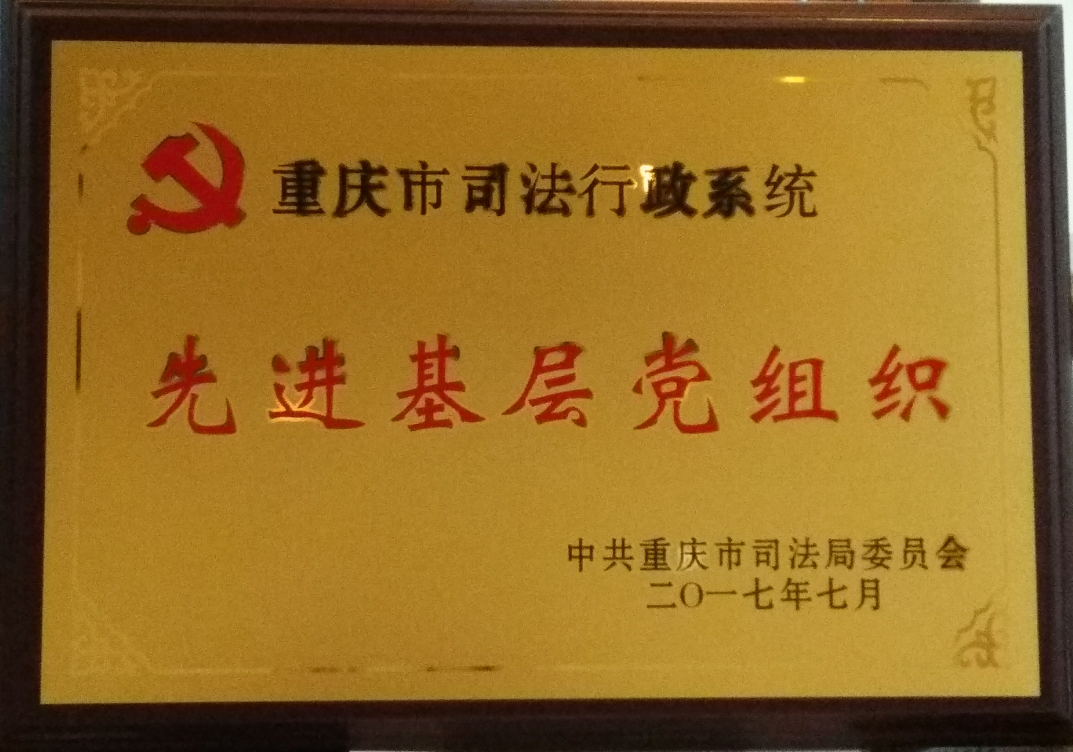 重庆市司法行政系统
先进基层党组织
中共重庆市司法局委员会
二〇一七年七月